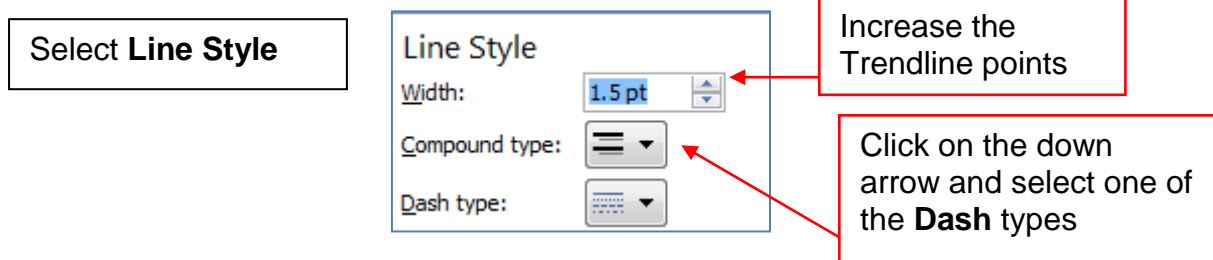 Select Line Style
Line Style
Width: 1.5 pt
Compound type:
Dash type:
Increase the
Trendline points
Click on the down
arrow and select one of
the Dash types